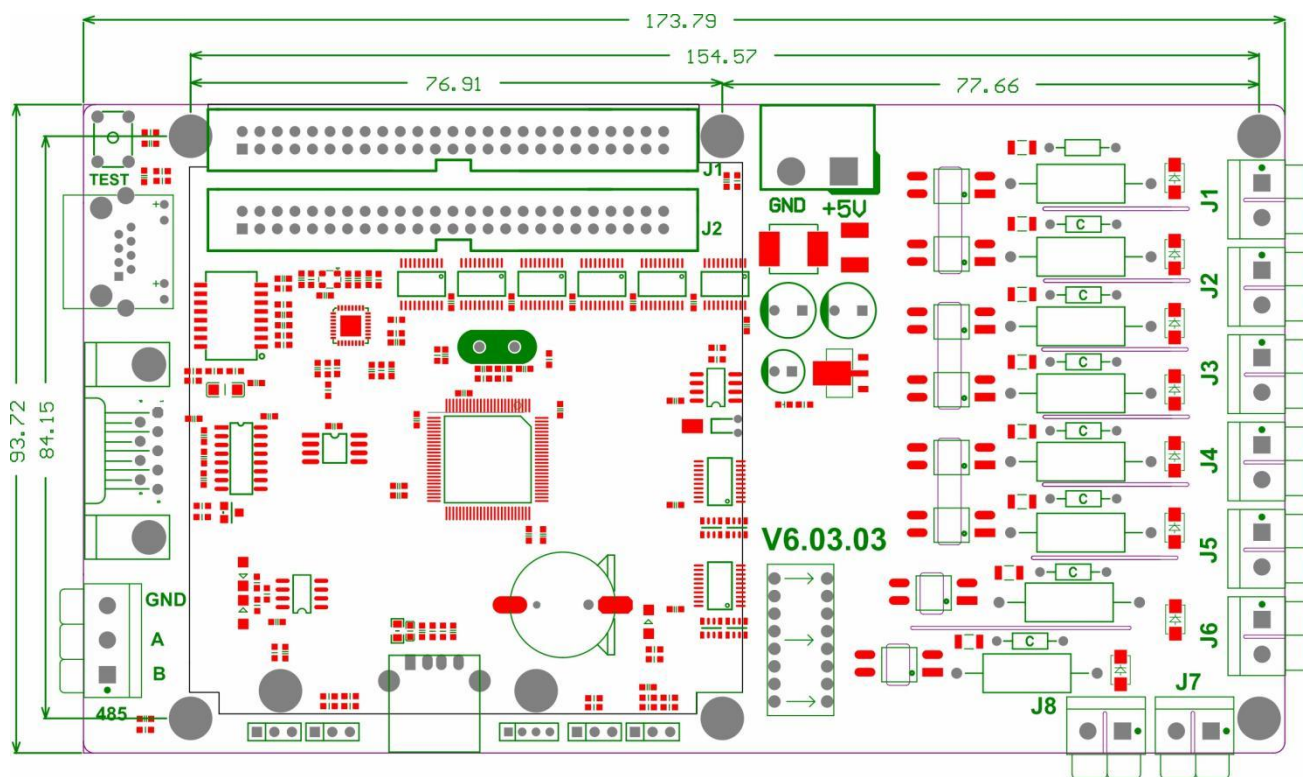 173.79
154.57
76.91
77.66
93.72
84.15
TEST
J1
J2
GND
+5V
+
+
C
C
C
C
C
C
C
J1
J2
J3
J4
J5
J6
J7
J8
V6.03.03
GND
A
B
485